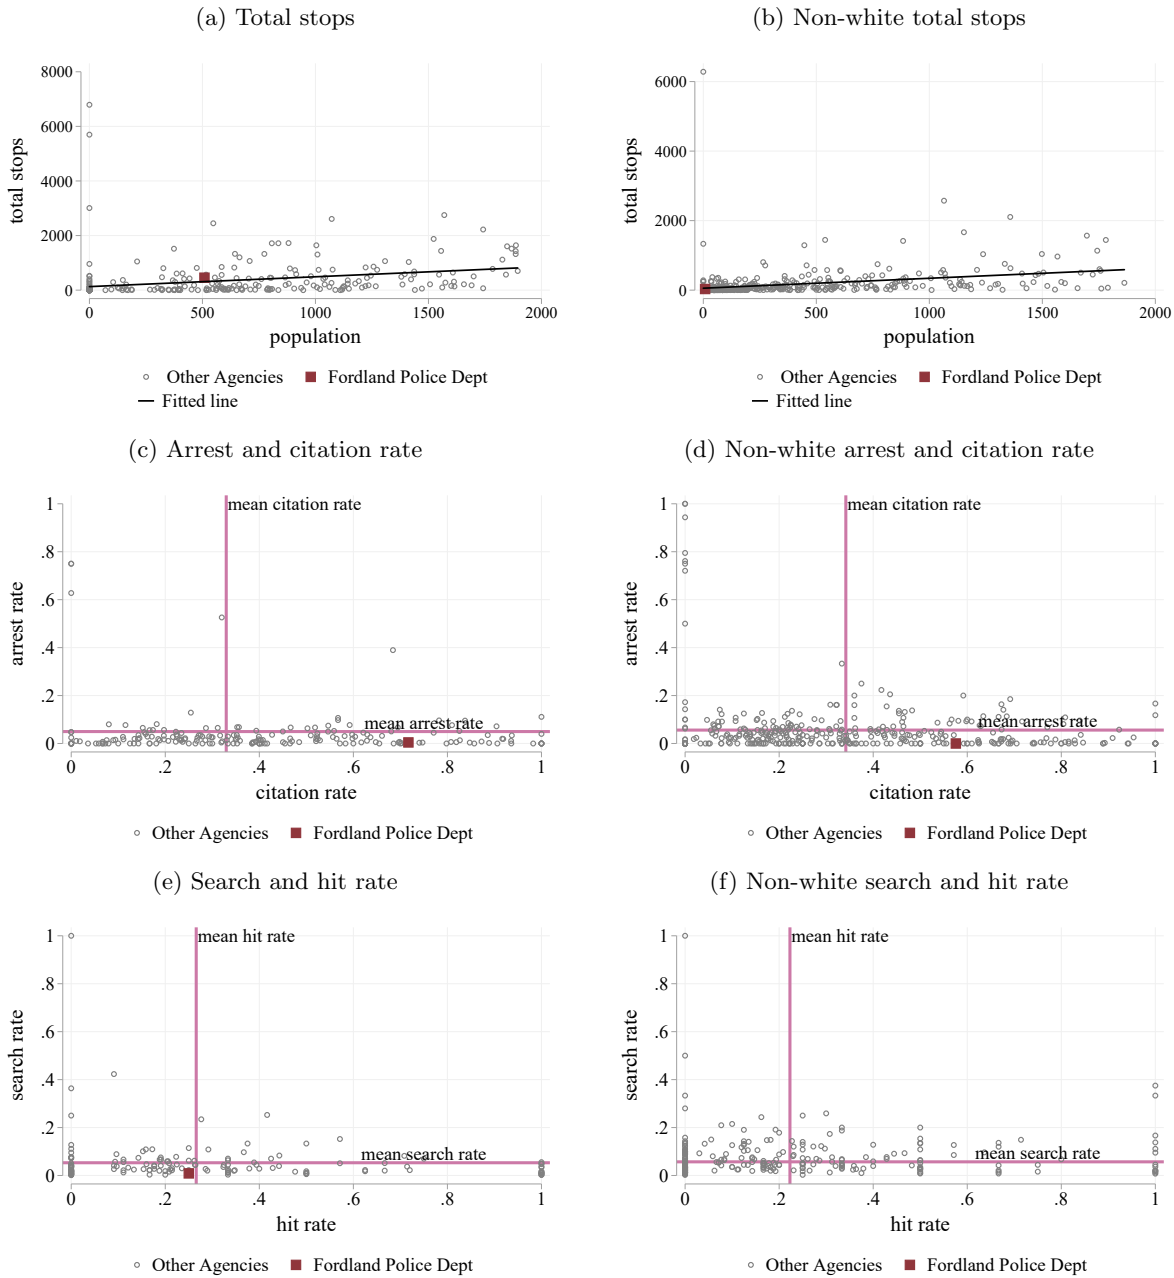 (a) Total stops
(b) Non-white total stops
8000
6000
4000
2000
0
total stops
0 500 1000 1500 2000
population
Other Agencies Fordland Police Dept
Fitted line
6000
4000
2000
0
total stops
0 500 1000 1500 2000
population
Other Agencies Fordland Police Dept
Fitted line
(c) Arrest and citation rate
(d) Non-white arrest and citation rate
1
.8
.6
.4
.2
0
arrest rate
mean citation rate
mean arrest rate
0 .2 .4 .6 .8 1
citation rate
Other Agencies Fordland Police Dept
1
.8
.6
.4
.2
0
arrest rate
mean citation rate
mean arrest rate
0 .2 .4 .6 .8 1
citation rate
Other Agencies Fordland Police Dept
(e) Search and hit rate
(f) Non-white search and hit rate
1
.8
.6
.4
.2
0
search rate
mean hit rate
mean search rate
0 .2 .4 .6 .8 1
hit rate
Other Agencies Fordland Police Dept
1
.8
.6
.4
.2
0
search rate
mean hit rate
mean search rate
0 .2 .4 .6 .8 1
hit rate
Other Agencies Fordland Police Dept